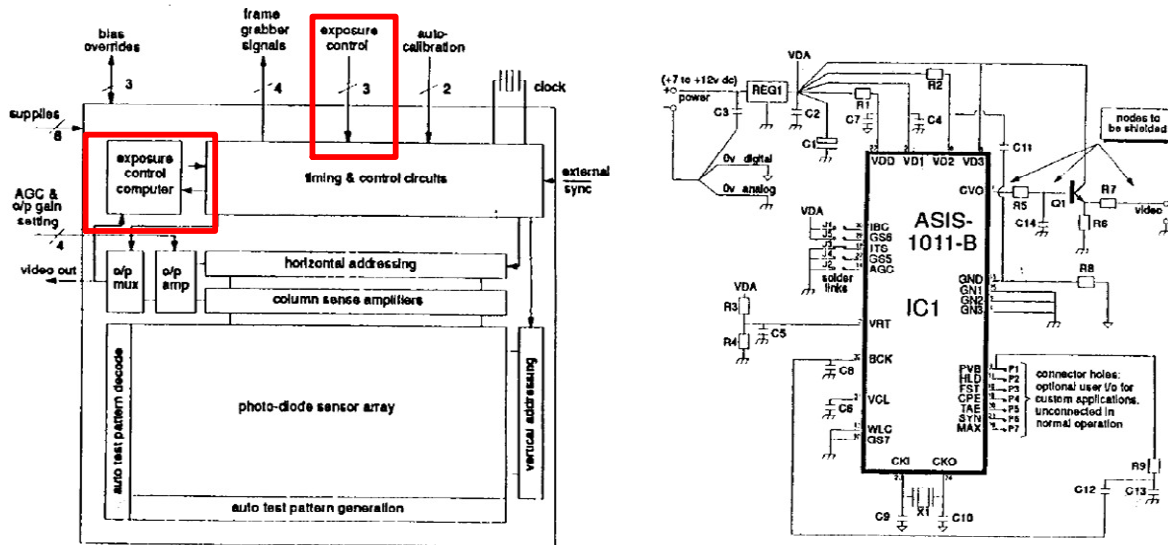 bias
overrides
3
frame
grabber
signals
4
exposure
control
3
auto-
calibration
2
clock
supplies
8
exposure
control
computer
timing & control circuits
external
sync
AGC &
o/p gain
setting
4
video out
o/p
mux
o/p
amp
horizontal addressing
column sense amplifiers
auto test pattern decode
photo-diode sensor array
vertical addressing
auto test pattern generation
VDA
(+7 to +12v dc)
power
REG1
C3
C2
C1
R1
C7
R2
C4
nodes to
be shielded
C11
VDD
VD1
VD2
VD3
0v digital
0v analog
CVO
R5
C14
Q1
R7
R6
video
ASIS-
1011-B
IC1
VDA
IBC
GS6
ITG
GS5
AGC
solder
links
GND
GN1
GN2
GN3
R8
VDA
R3
R4
C5
VRT
BCK
C8
VCL
C6
WLC
GS7
PVB
HLD
FST
CPE
TAE
SYN
MAX
P1
P2
P3
P4
P5
P6
P7
connector holes:
optional user i/o for
custom applications.
unconnected in
normal operation
CKI
CKO
X1
C9
C10
R9
C12
C13